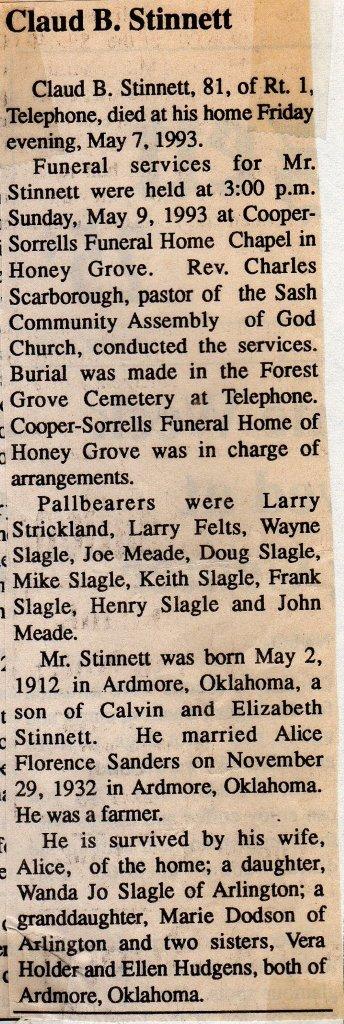 Claud B. Stinnett
Claud B. Stinnett, 81, of Rt. 1,
Telephone, died at his home Friday
evening, May 7, 1993.
Funeral services for Mr.
Stinnett were held at 3:00 p.m.
Sunday, May 9, 1993 at Cooper-
Sorrells Funeral Home Chapel in
Honey Grove. Rev. Charles
Scarborough, pastor of the Sash
Community Assembly of God
Church, conducted the services.
Burial was made in the Forest
Grove Cemetery at Telephone.
Cooper-Sorrells Funeral Home of
Honey Grove was in charge of
arrangements.
Pallbearers were Larry
Strickland, Larry Felts, Wayne
Slagle, Joe Meade, Doug Slagle,
Mike Slagle, Keith Slagle, Frank
Slagle, Henry Slagle and John
Meade.
Mr. Stinnett was born May 2,
1912 in Ardmore, Oklahoma, a
son of Calvin and Elizabeth
Stinnett. He married Alice
Florence Sanders on November
29, 1932 in Ardmore, Oklahoma.
He was a farmer.
He is survived by his wife,
Alice, of the home; a daughter,
Wanda Jo Slagle of Arlington; a
granddaughter, Marie Dodson of
Arlington and two sisters, Vera
Holder and Ellen Hudgens, both of
Ardmore, Oklahoma.